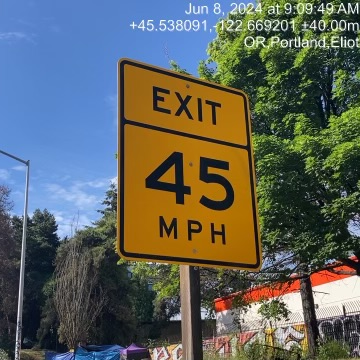 Jun 8, 2024 at 9:09:49 AM
+45.538091,-122.669201 +40.00m
OR,Portland,Eliot
EXIT
45
MPH